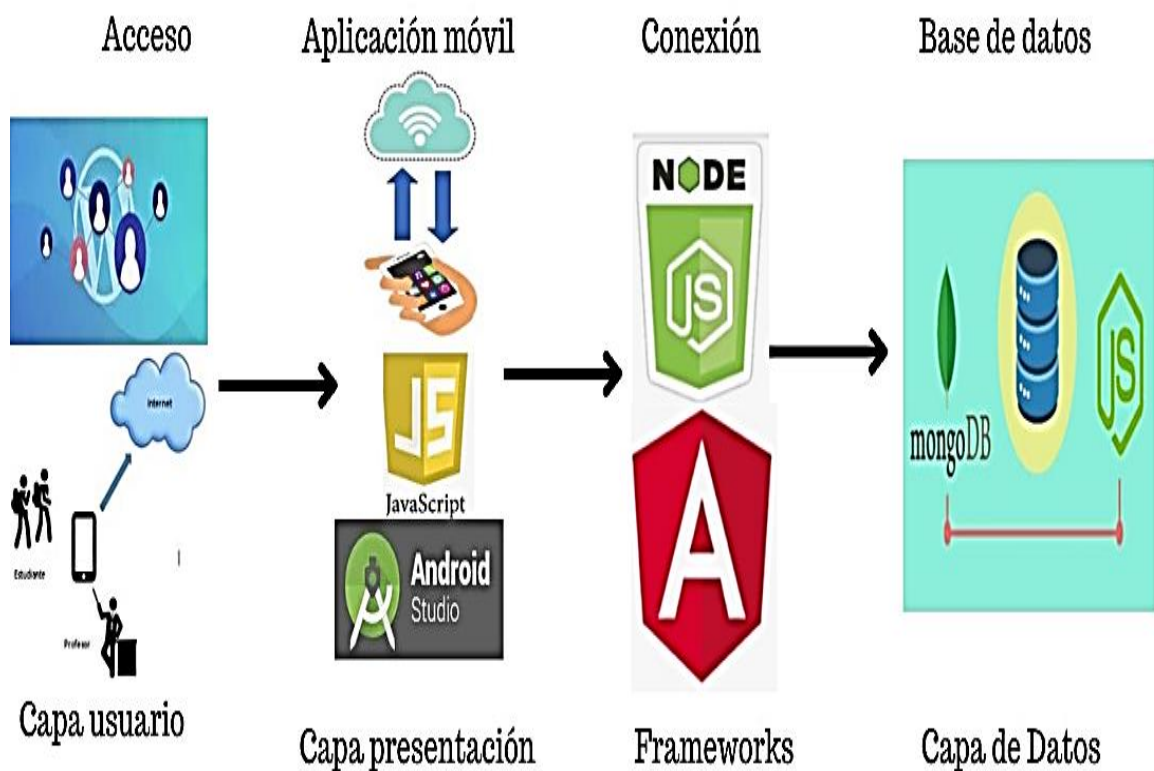 Acceso
Aplicación móvil
Conexión
Base de datos
NODE
JS
Internet
JS
JavaScript
JS
mongoDB
Estudiante
Profesor
Android
Studio
A
Capa usuario
Capa presentación
Frameworks
Capa de Datos